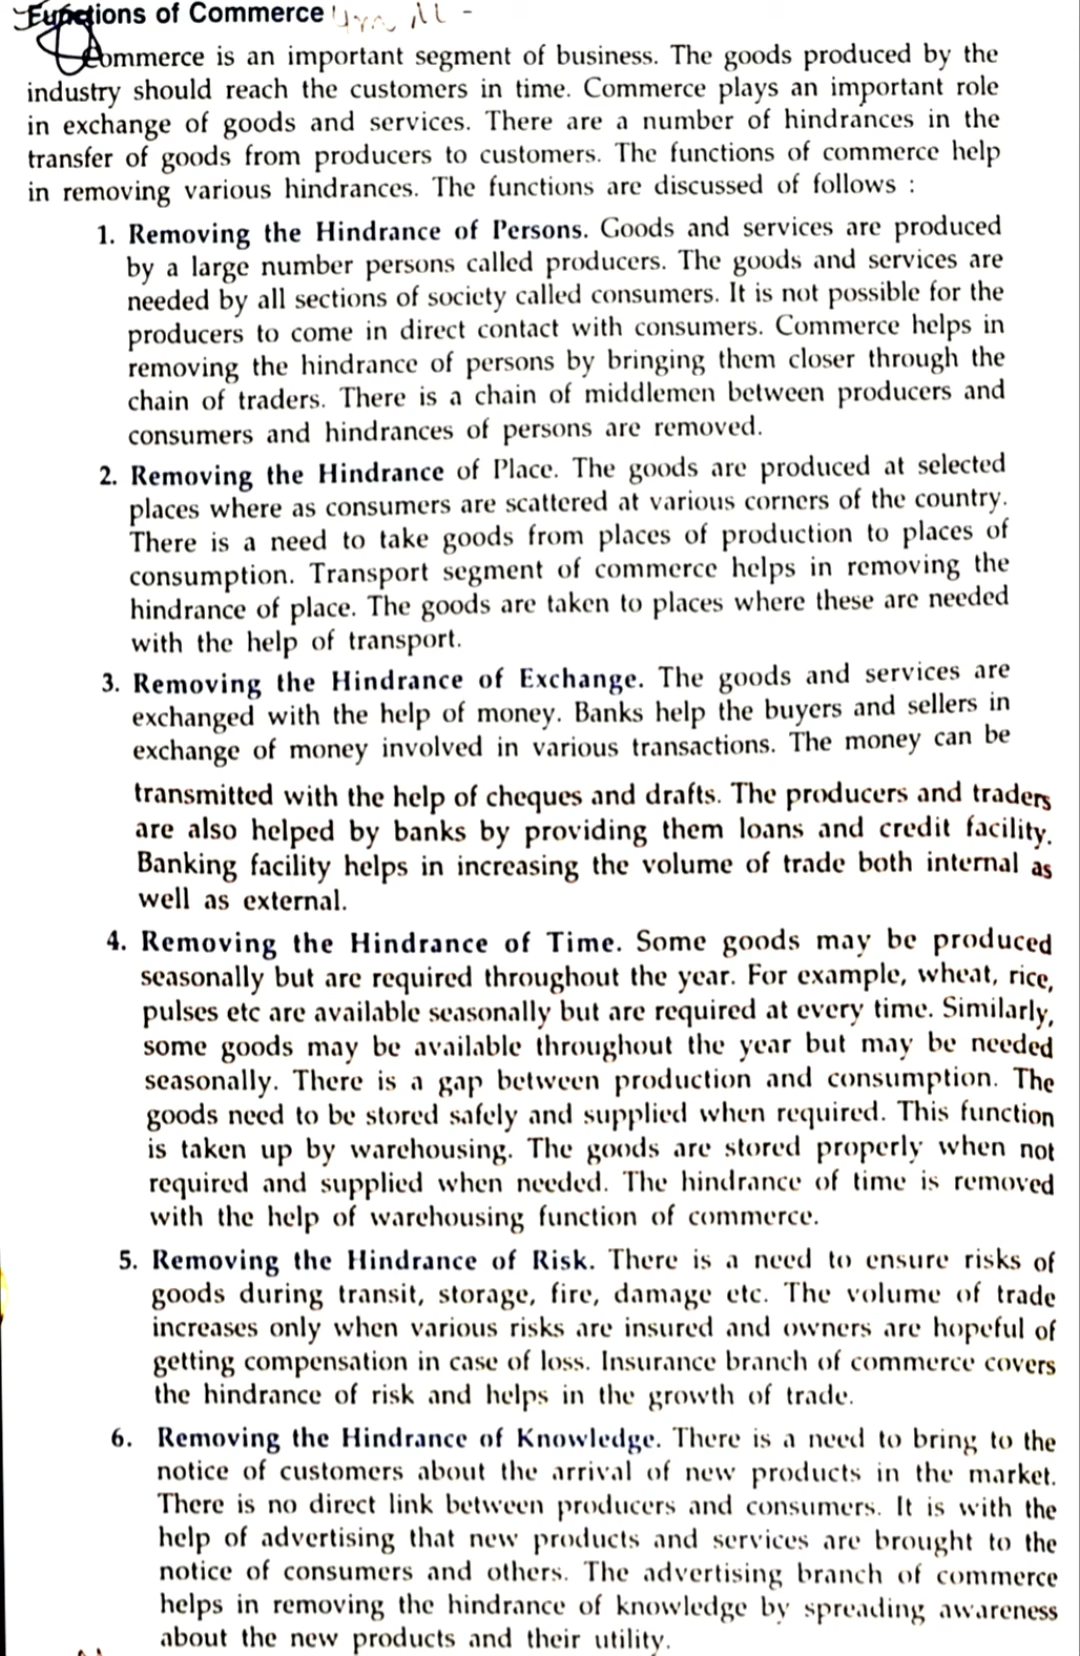 Functions of Commerce
Commerce is an important segment of business. The goods produced by the
industry should reach the customers in time. Commerce plays an important role
in exchange of goods and services. There are a number of hindrances in the
transfer of goods from producers to customers. The functions of commerce help
in removing various hindrances. The functions are discussed of follows :
1. Removing the Hindrance of Persons. Goods and services are produced
by a large number persons called producers. The goods and services are
needed by all sections of society called consumers. It is not possible for the
producers to come in direct contact with consumers. Commerce helps in
removing the hindrance of persons by bringing them closer through the
chain of traders. There is a chain of middlemen between producers and
consumers and hindrances of persons are removed.
2. Removing the Hindrance of Place. The goods are produced at selected
places where as consumers are scattered at various corners of the country.
There is a need to take goods from places of production to places of
consumption. Transport segment of commerce helps in removing the
hindrance of place. The goods are taken to places where these are needed
with the help of transport.
3. Removing the Hindrance of Exchange. The goods and services are
exchanged with the help of money. Banks help the buyers and sellers in
exchange of money involved in various transactions. The money can be
transmitted with the help of cheques and drafts. The producers and traders
are also helped by banks by providing them loans and credit facility.
Banking facility helps in increasing the volume of trade both internal as
well as external.
4. Removing the Hindrance of Time. Some goods may be produced
seasonally but are required throughout the year. For example, wheat, rice,
pulses etc are available seasonally but are required at every time. Similarly,
some goods may be available throughout the year but may be needed
seasonally. There is a gap between production and consumption. The
goods need to be stored safely and supplied when required. This function
is taken up by warehousing. The goods are stored properly when not
required and supplied when needed. The hindrance of time is removed
with the help of warehousing function of commerce.
5. Removing the Hindrance of Risk. There is a need to ensure risks of
goods during transit, storage, fire, damage etc. The volume of trade
increases only when various risks are insured and owners are hopeful of
getting compensation in case of loss. Insurance branch of commerce covers
the hindrance of risk and helps in the growth of trade.
6. Removing the Hindrance of Knowledge. There is a need to bring to the
notice of customers about the arrival of new products in the market.
There is no direct link between producers and consumers. It is with the
help of advertising that new products and services are brought to the
notice of consumers and others. The advertising branch of commerce
helps in removing the hindrance of knowledge by spreading awareness
about the new products and their utility.